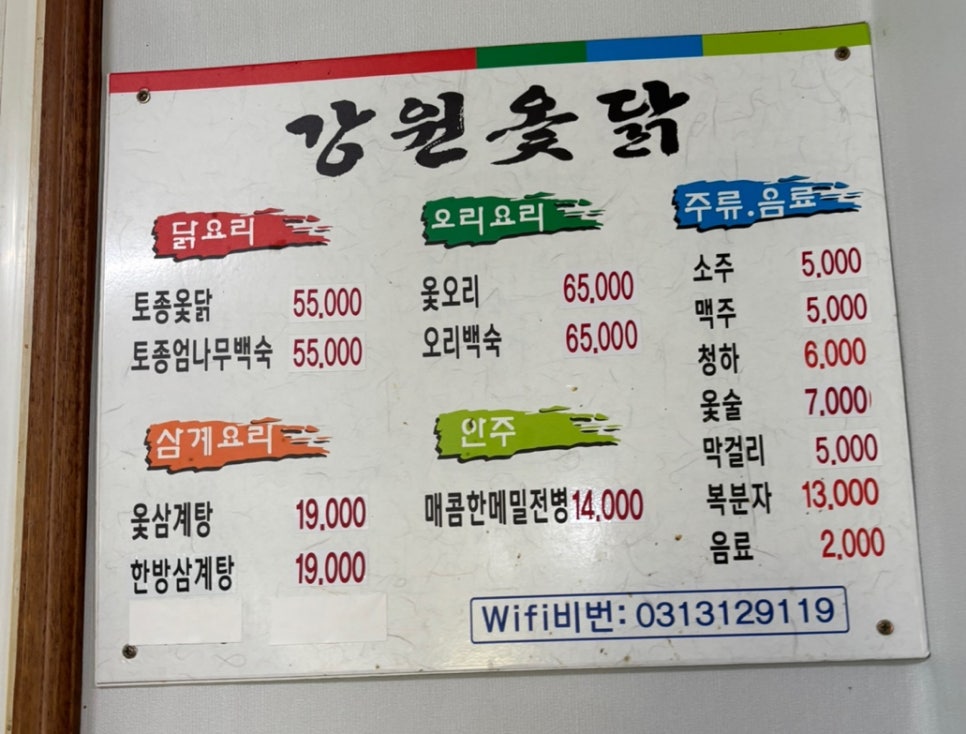 강원옻닭
닭요리
토종옻닭 55,000
토종엄나무백숙 55,000
삼계요리
옻삼계탕 19,000
한방삼계탕 19,000
오리요리
옻오리 65,000
오리백숙 65,000
안주
매콤한메밀전병 14,000
주류.음료
소주 5,000
맥주 5,000
청하 6,000
옻술 7,000
막걸리 5,000
복분자 13,000
음료 2,000
Wifi비번: 0313129119